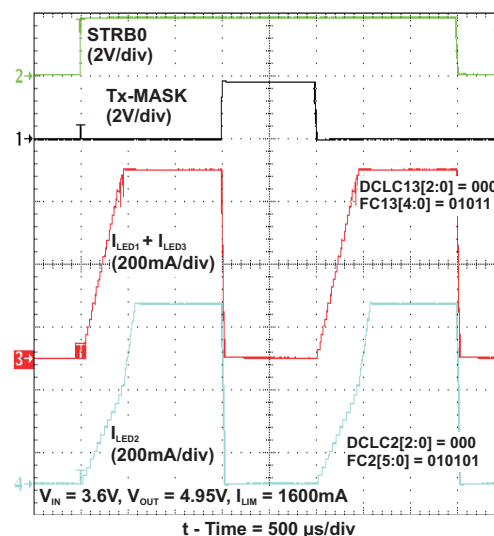 STRB0
(2V/div)
2
Tx-MASK
(2V/div)
1
DCLC13[2:0] = 000
FC13[4:0] = 01011
I_LED1 + I_LED3
(200mA/div)
3
I_LED2
(200mA/div)
DCLC2[2:0] = 000
FC2[5:0] = 010101
4
V_IN = 3.6V, V_OUT = 4.95V, I_LIM = 1600mA
t - Time = 500 µs/div